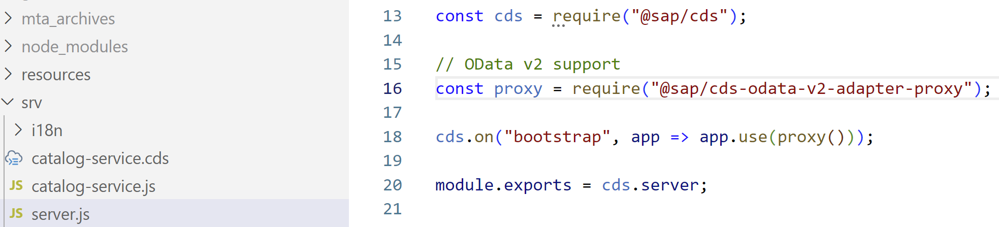 mta_archives
node_modules
resources
srv
i18n
catalog-service.cds
JS catalog-service.js
JS server.js
13 const cds = require("@sap/cds");
14
15 // OData v2 support
16 const proxy = require("@sap/cds-odata-v2-adapter-proxy");
17
18 cds.on("bootstrap", app => app.use(proxy()));
19
20 module.exports = cds.server;
21